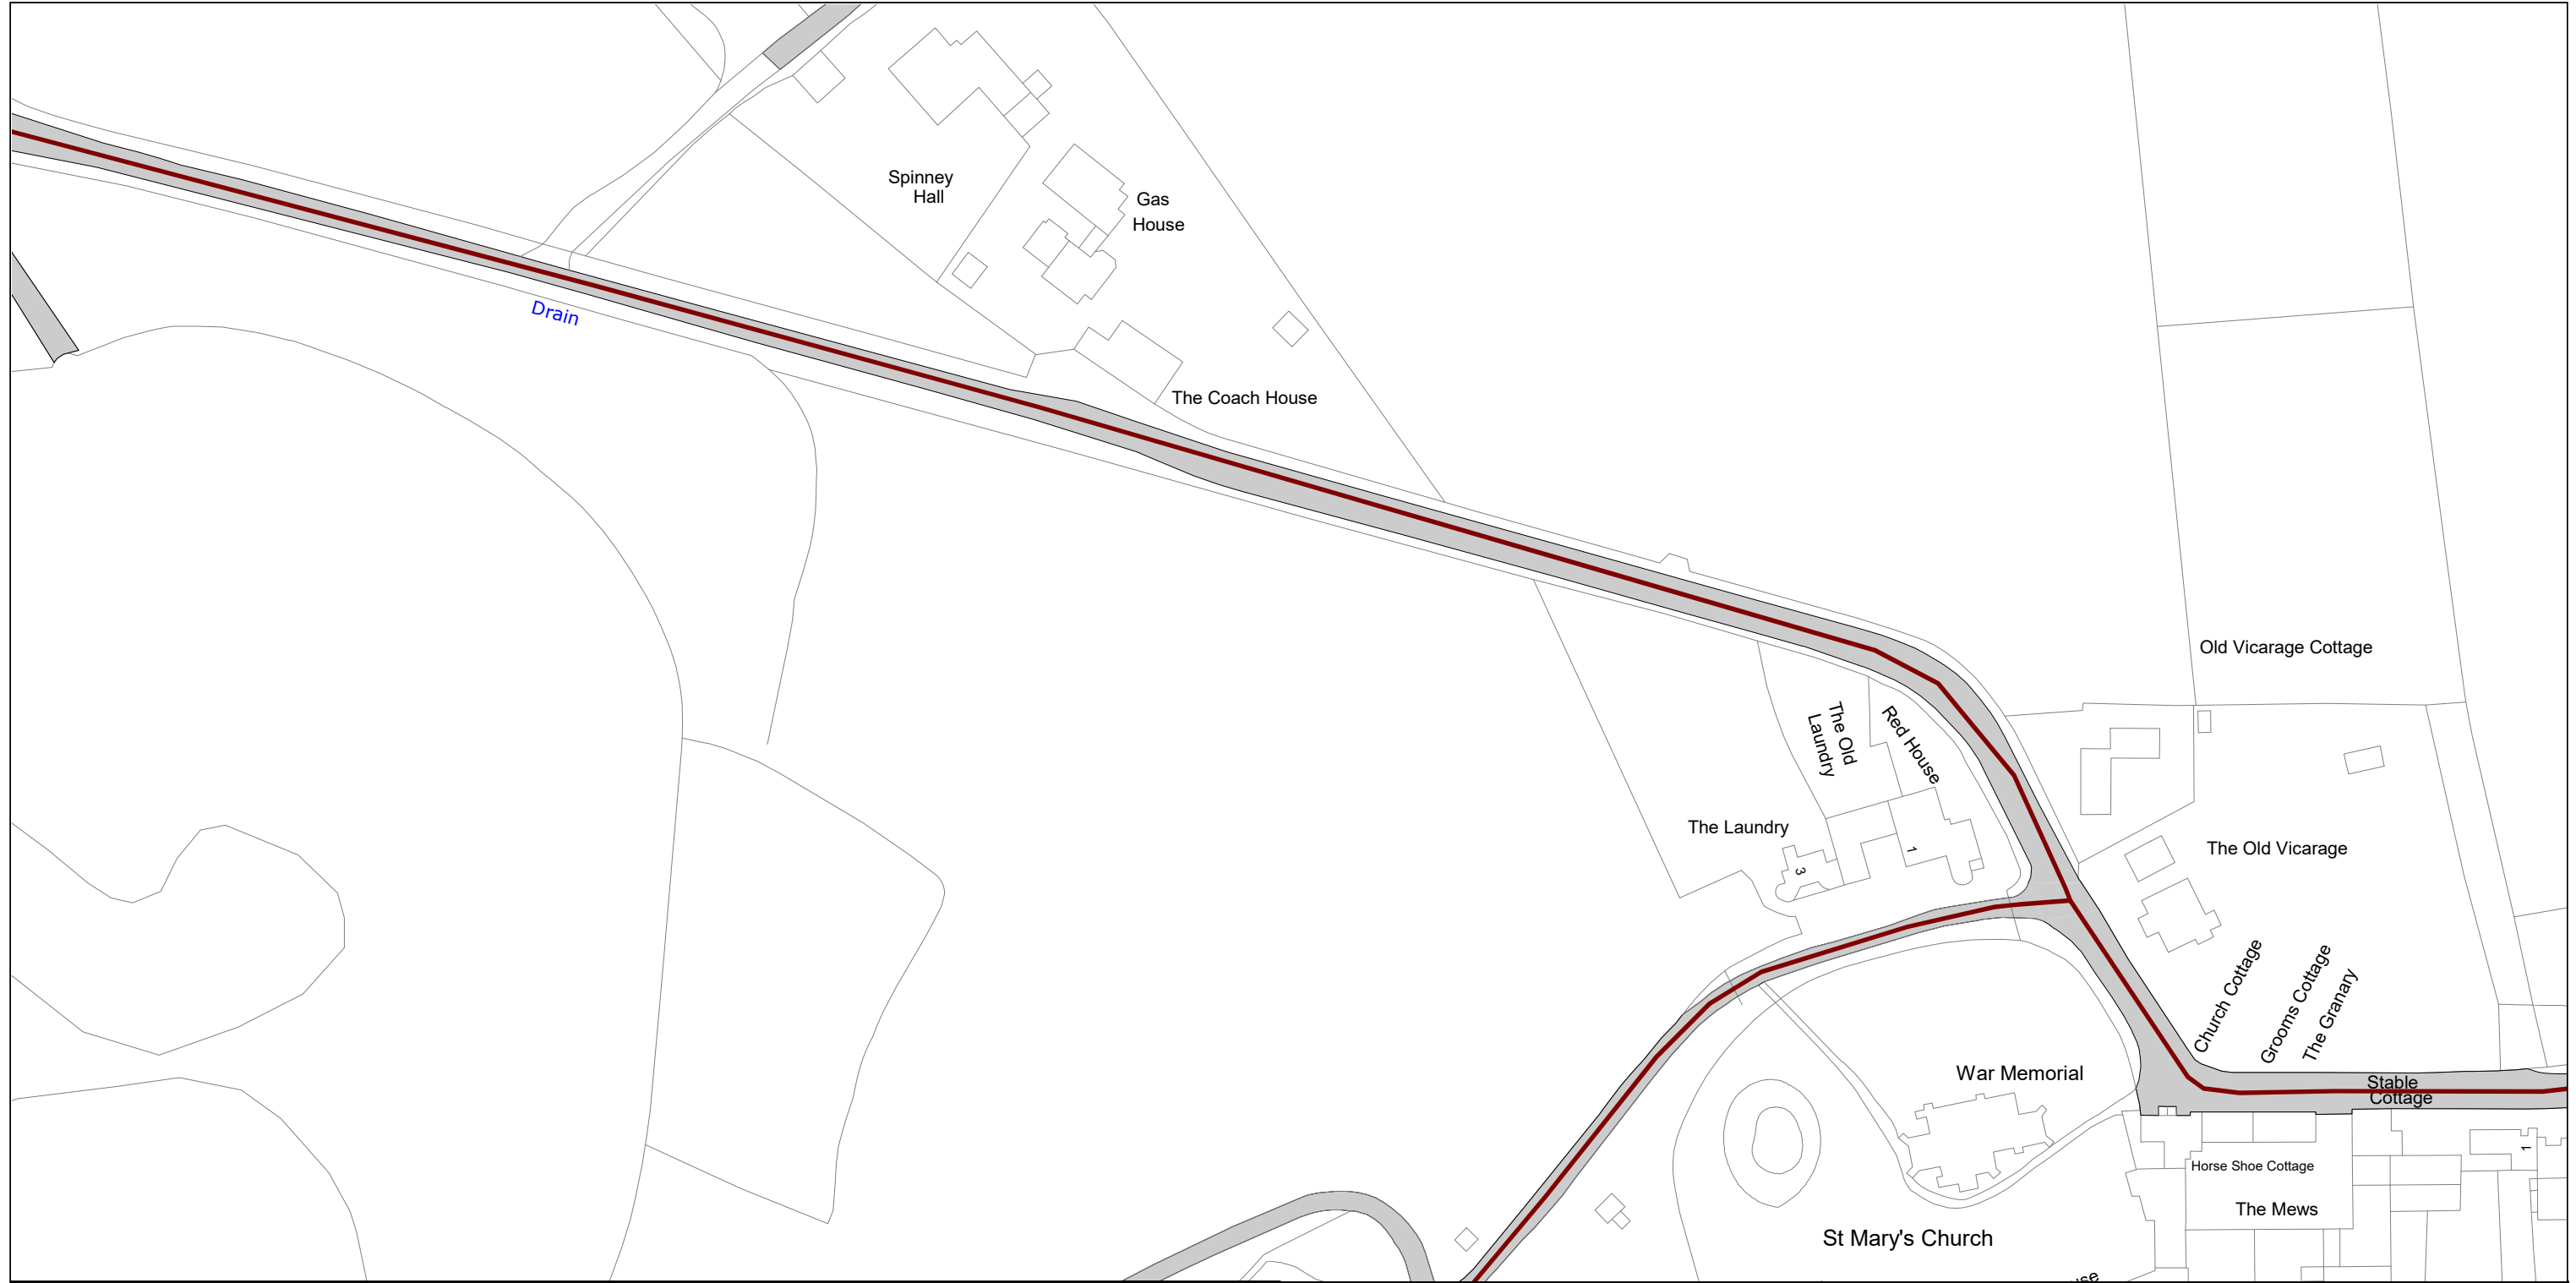 Spinney
Hall
Gas
House
Drain
The Coach House
Old Vicarage Cottage
The Old
Laundry
Red House
The Laundry
1
3
The Old Vicarage
Church Cottage
Grooms Cottage
The Granary
War Memorial
Stable
Cottage
1
Horse Shoe Cottage
The Mews
St Mary's Church
use